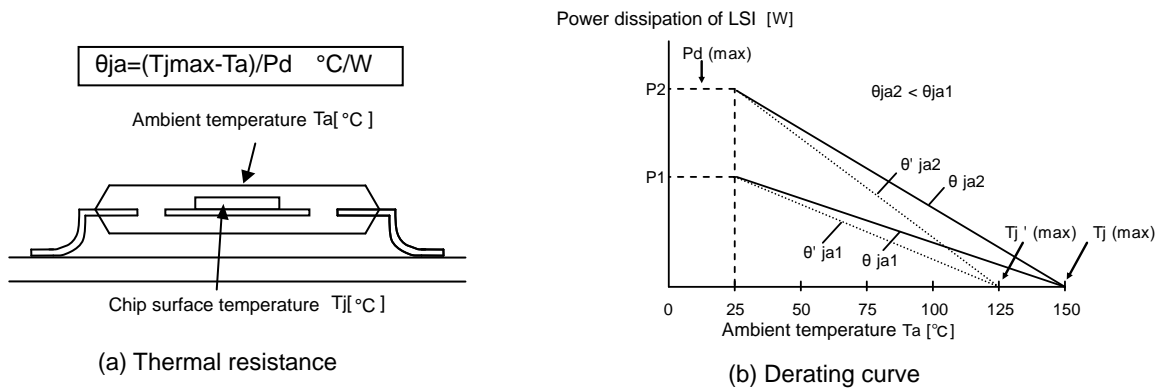 θja=(Tjmax-Ta)/Pd °C/W
Ambient temperature Ta[°C]
Chip surface temperature Tj[°C]
(a) Thermal resistance
Power dissipation of LSI [W]
Pd (max)
P2
θja2 < θja1
P1
θ' ja2
θ ja2
θ' ja1
θ ja1
Tj ' (max)
Tj (max)
0 25 50 75 100 125 150
Ambient temperature Ta [℃]
(b) Derating curve